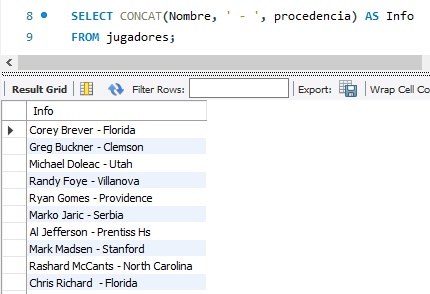 8 SELECT CONCAT(Nombre, ' - ', procedencia) AS Info
9 FROM jugadores;
Result Grid Filter Rows: Export: Wrap Cell Co
Info
Corey Brever - Florida
Greg Buckner - Clemson
Michael Doleac - Utah
Randy Foye - Villanova
Ryan Gomes - Providence
Marko Jaric - Serbia
Al Jefferson - Prentiss Hs
Mark Madsen - Stanford
Rashard McCants - North Carolina
Chris Richard  - Florida